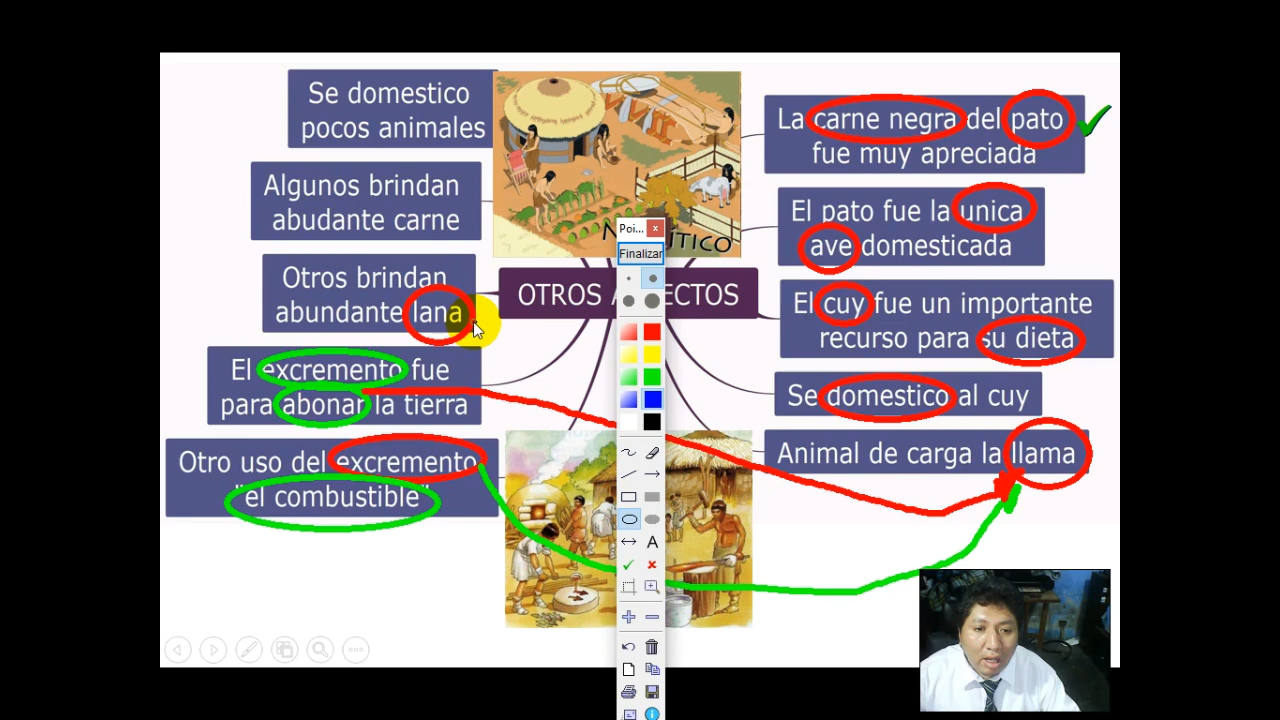 Se domestico
pocos animales
Algunos brindan
abudante carne
Otros brindan
abundante lana
El excremento fue
para abonar la tierra
Otro uso del excremento
"el combustible"
OTROS
ECTOS
La carne negra del pato
fue muy apreciada
El pato fue la unica
ave domesticada
El cuy fue un importante
recurso para su dieta
Se domestico al cuy
Animal de carga la llama
Poi...
Finalizar
A